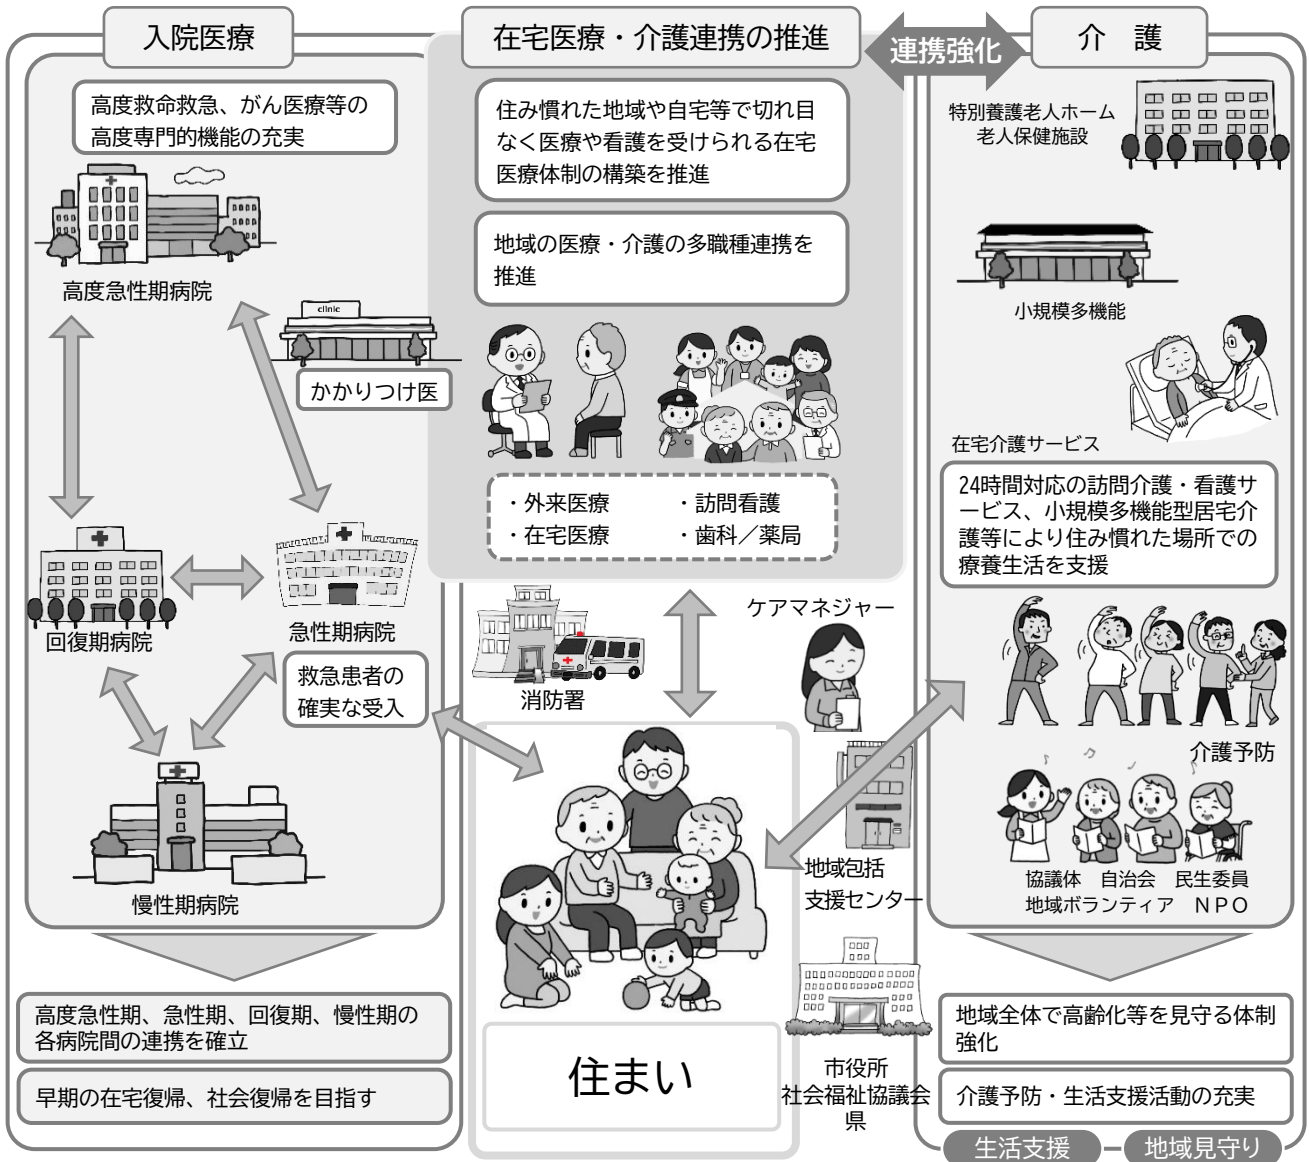 入院医療
高度救命救急、がん医療等の
高度専門的機能の充実
高度急性期病院
clinic
かかりつけ医
回復期病院
急性期病院
救急患者の
確実な受入
慢性期病院
高度急性期、急性期、回復期、慢性期の
各病院間の連携を確立
早期の在宅復帰、社会復帰を目指す
在宅医療・介護連携の推進
住み慣れた地域や自宅等で切れ目
なく医療や看護を受けられる在宅
医療体制の構築を推進
地域の医療・介護の多職種連携を
推進
・外来医療 ・訪問看護
・在宅医療 ・歯科／薬局
消防署
ケアマネジャー
地域包括
支援センター
住まい
市役所
社会福祉協議会
県
連携強化
介 護
特別養護老人ホーム
老人保健施設
小規模多機能
在宅介護サービス
24時間対応の訪問介護・看護サ
ービス、小規模多機能型居宅介
護等により住み慣れた場所での
療養生活を支援
介護予防
協議体 自治会 民生委員
地域ボランティア ＮＰＯ
地域全体で高齢化等を見守る体制
強化
介護予防・生活支援活動の充実
生活支援 地域見守り